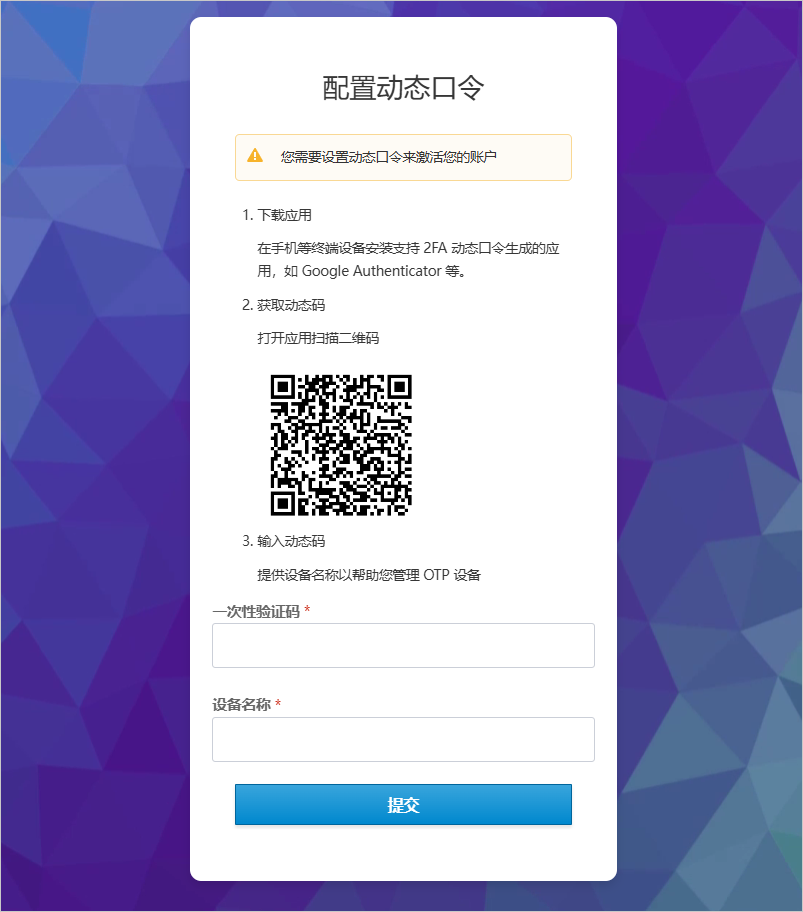 配置动态口令
您需要设置动态口令来激活您的账户
1. 下载应用
在手机等终端设备安装支持 2FA 动态口令生成的应
用，如 Google Authenticator 等。
2. 获取动态码
打开应用扫描二维码
3. 输入动态码
提供设备名称以帮助您管理 OTP 设备
一次性验证码 *
设备名称 *
提交